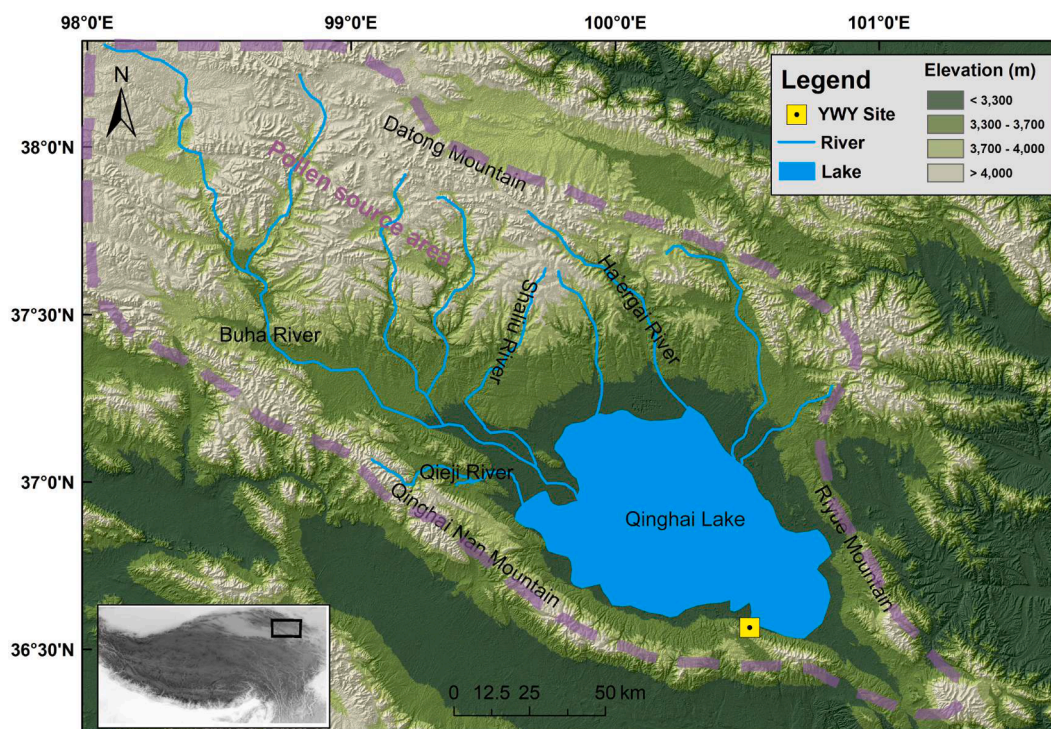 98°0'E
99°0'E
100°0'E
101°0'E
38°0'N
37°30'N
37°0'N
36°30'N
N
Legend
YWY Site
River
Lake
Elevation (m)
< 3,300
3,300 - 3,700
3,700 - 4,000
> 4,000
Datong Mountain
Pollen source area
Buha River
Shaliu River
Ha'ergai River
Qieji River
Qinghai Nan Mountain
Qinghai Lake
Riyue Mountain
0 12.5 25 50 km